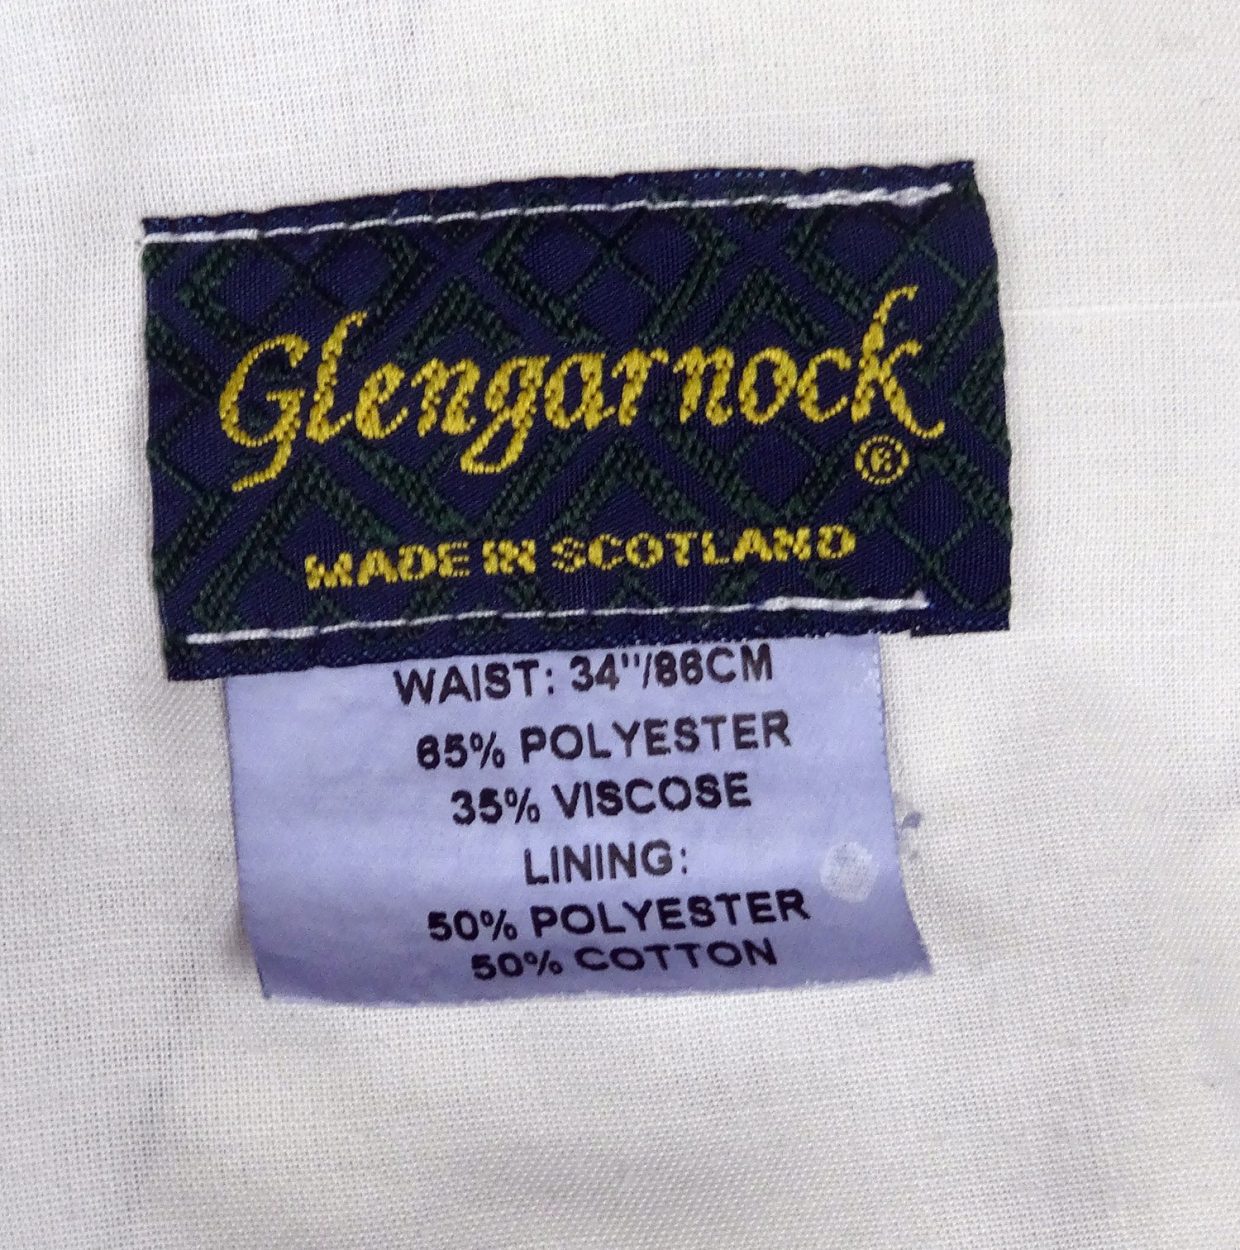 Glengarnock
®
MADE IN SCOTLAND
WAIST: 34"/86CM
65% POLYESTER
35% VISCOSE
LINING:
50% POLYESTER
50% COTTON